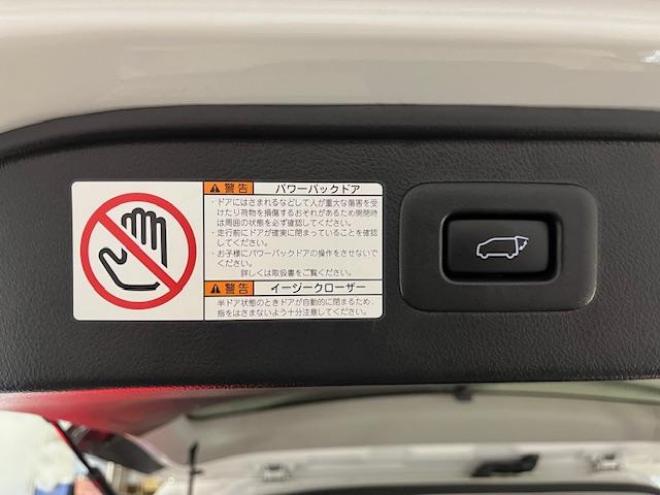 警告 パワーバックドア
・ドアにはさまれるなどして人が重大な傷害を受
けたり荷物を損傷するおそれがあるため開閉時
は周囲の状態を必ず確認してください。
・走行前にドアが確実に閉まっていることを確認
してください。
・お子様にパワーバックドアの操作をさせないで
ください。
詳しくは取扱書をご覧ください。
警告 イージークローザー
半ドア状態のときドアが自動的に閉まるため、
指をはさまないよう十分注意してください。